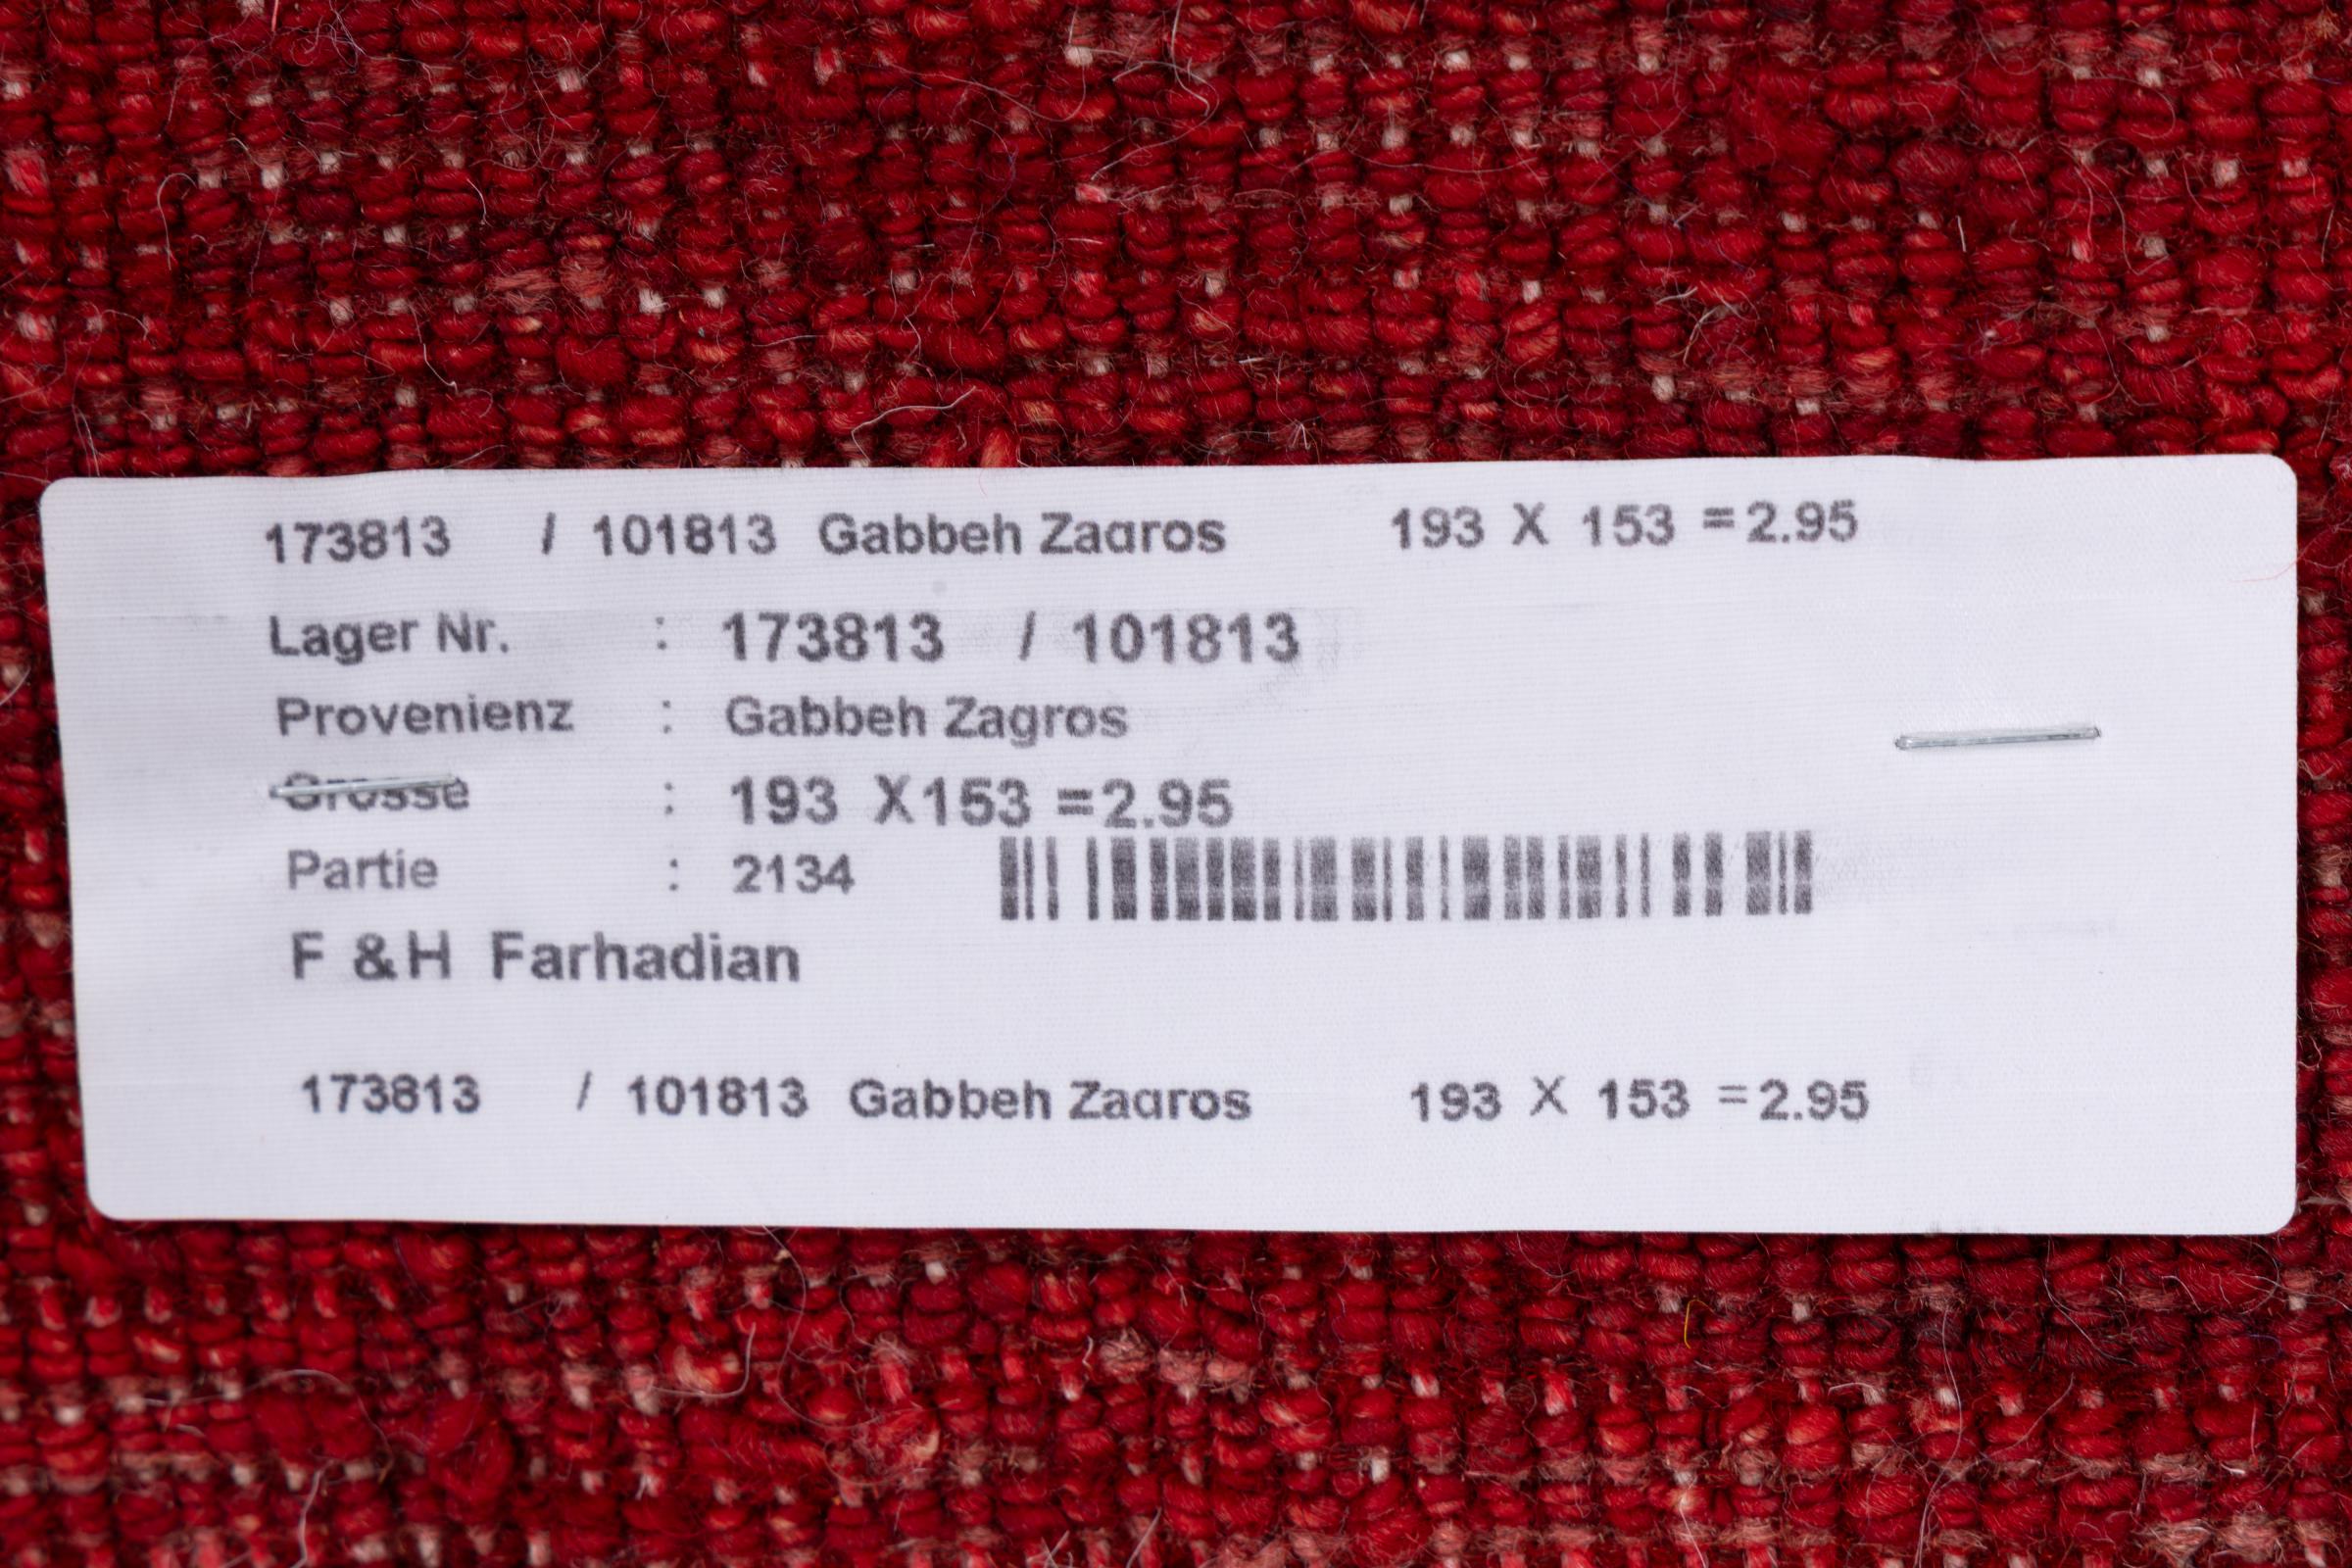 173813 / 101813 Gabbeh Zagros 193 X 153 =2.95
Lager Nr. : 173813 / 101813
Provenienz : Gabbeh Zagros
Grosse : 193 X153 =2.95
Partie : 2134
F &H Farhadian
173813 / 101813 Gabbeh Zagros 193 X 153 =2.95